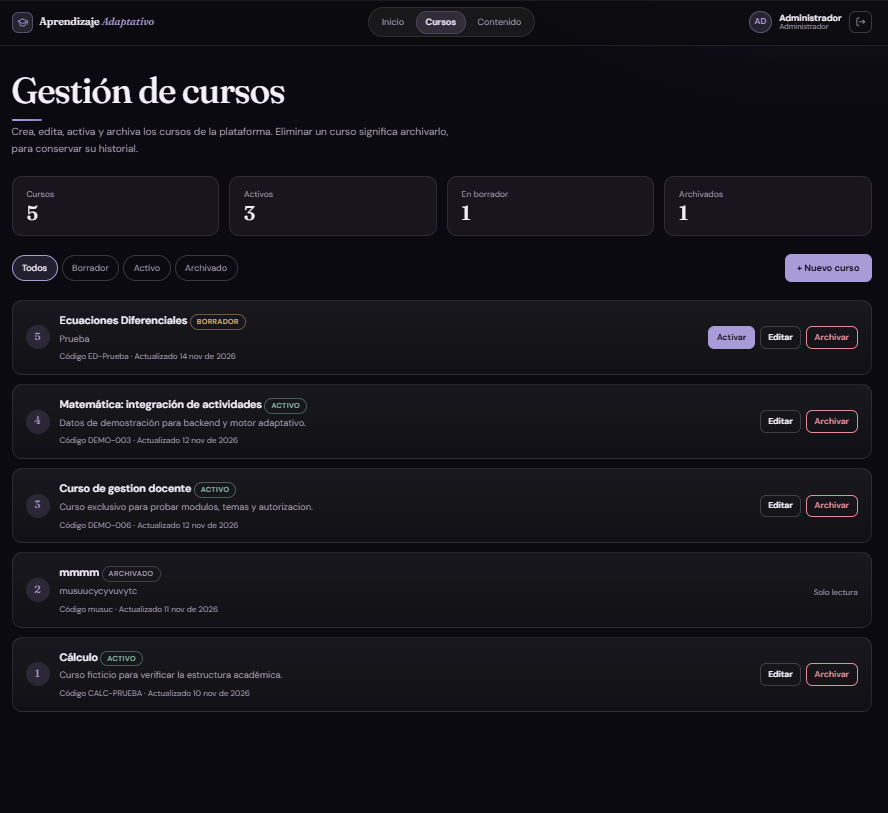 Aprendizaje Adaptativo
Inicio
Cursos
Contenido
AD
Administrador
Administrador
Gestión de cursos
Crea, edita, activa y archiva los cursos de la plataforma. Eliminar un curso significa archivarlo,
para conservar su historial.
Cursos
5
Activos
3
En borrador
1
Archivados
1
Todos
Borrador
Activo
Archivado
+ Nuevo curso
5
Ecuaciones Diferenciales BORRADOR
Prueba
Código ED-Prueba · Actualizado 14 nov de 2026
Activar
Editar
Archivar
4
Matemática: integración de actividades ACTIVO
Datos de demostración para backend y motor adaptativo.
Código DEMO-003 · Actualizado 12 nov de 2026
Editar
Archivar
3
Curso de gestion docente ACTIVO
Curso exclusivo para probar modulos, temas y autorizacion.
Código DEMO-006 · Actualizado 12 nov de 2026
Editar
Archivar
2
mmmm ARCHIVADO
musuucycyvuvytc
Código musuc · Actualizado 11 nov de 2026
Solo lectura
1
Cálculo ACTIVO
Curso ficticio para verificar la estructura académica.
Código CALC-PRUEBA · Actualizado 10 nov de 2026
Editar
Archivar